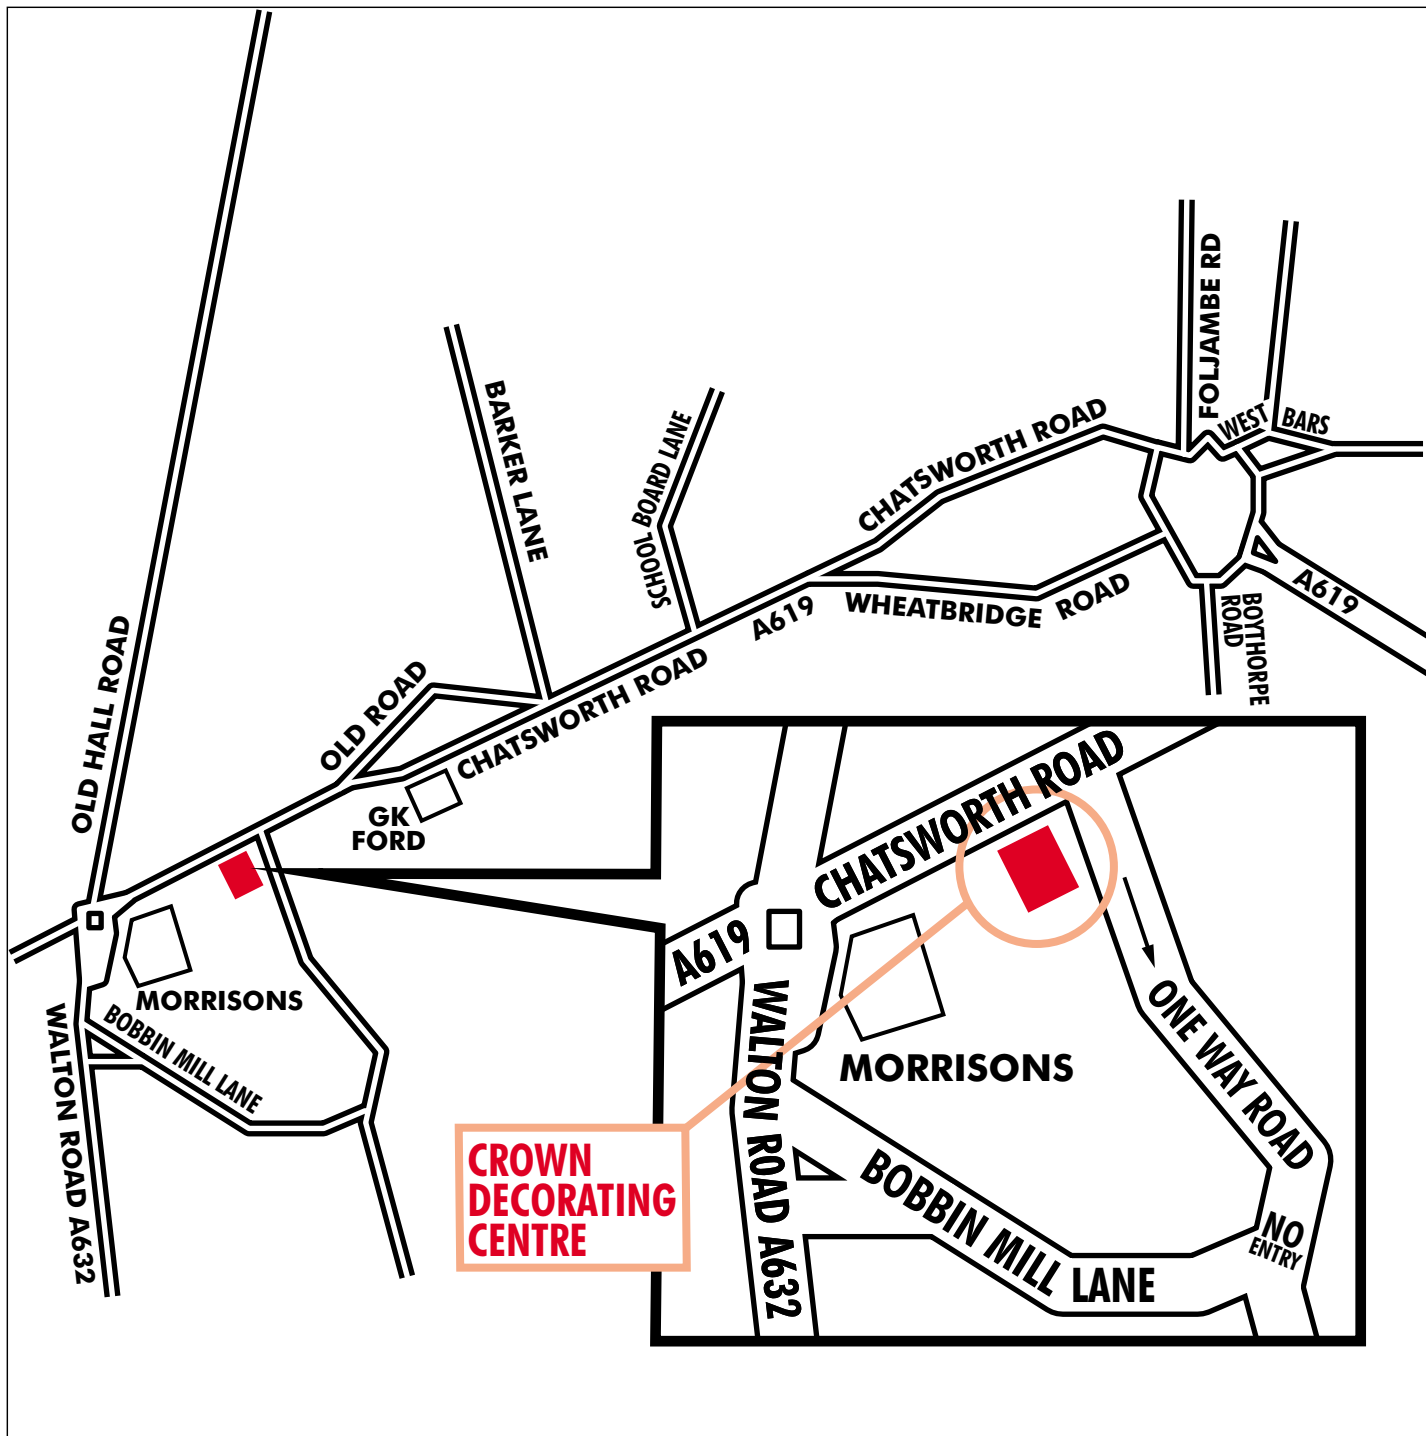 FOLJAMBE RD
WEST BARS
CHATSWORTH ROAD
BARKER LANE
SCHOOL BOARD LANE
A619
WHEATBRIDGE ROAD
A619
BOYTHORPE
ROAD
OLD HALL ROAD
OLD ROAD
CHATSWORTH ROAD
GK
FORD
MORRISONS
BOBBIN MILL LANE
WALTON ROAD A632
CHATSWORTH ROAD
A619
WALTON ROAD A632
MORRISONS
ONE WAY ROAD
BOBBIN MILL LANE
NO
ENTRY
CROWN
DECORATING
CENTRE